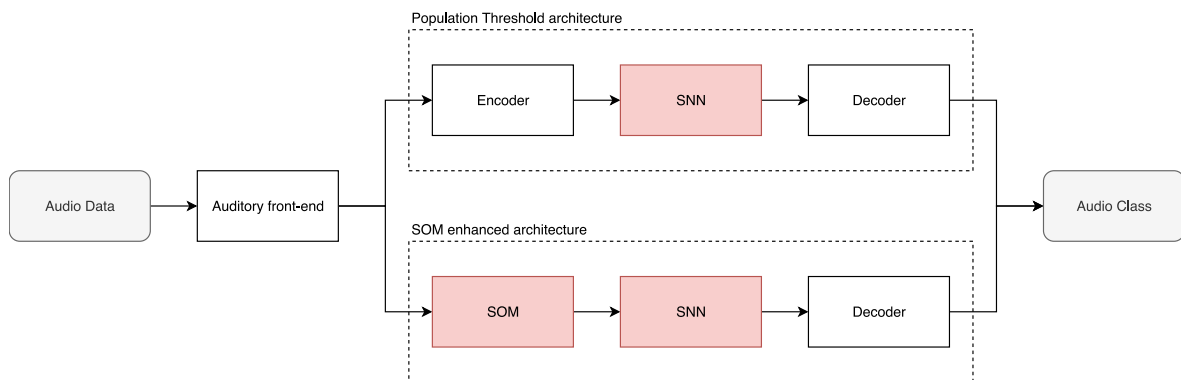 Population Threshold architecture
Encoder
SNN
Decoder
Audio Data
Auditory front-end
Audio Class
SOM enhanced architecture
SOM
SNN
Decoder